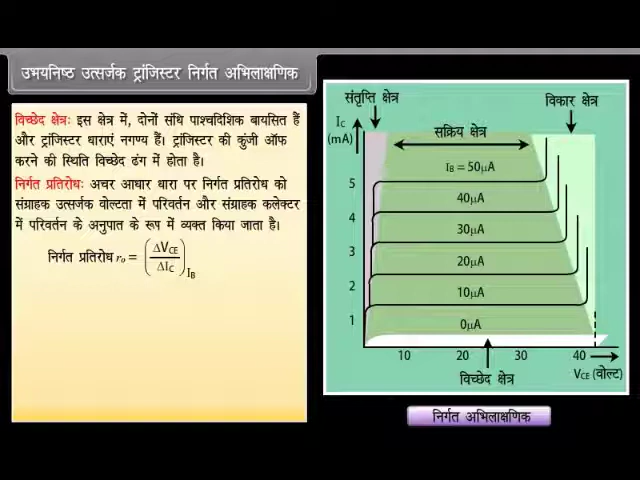 उभयनिष्ठ उत्सर्जक ट्रांजिस्टर निर्गत अभिलाक्षणिक
विच्छेद क्षेत्र: इस क्षेत्र में, दोनों संधि पाश्चदिशिक बायसित हैं
और ट्रांजिस्टर धाराएं नगण्य हैं। ट्रांजिस्टर की कुंजी ऑफ
करने की स्थिति विच्छेद ढंग में होता है।
निर्गत प्रतिरोध: अचर आधार धारा पर निर्गत प्रतिरोध को
संग्राहक उत्सर्जक वोल्टता में परिवर्तन और संग्राहक कलेक्टर
में परिवर्तन के अनुपात के रूप में व्यक्त किया जाता है।
निर्गत प्रतिरोध r₀ = (ΔVCE / ΔIC) IB
संतृप्ति क्षेत्र
विकार क्षेत्र
IC
(mA)
सक्रिय क्षेत्र
IB = 50μA
5
40μA
4
30μA
3
20μA
2
10μA
1
0μA
10 20 30 40
VCE (वोल्ट)
विच्छेद क्षेत्र
निर्गत अभिलाक्षणिक